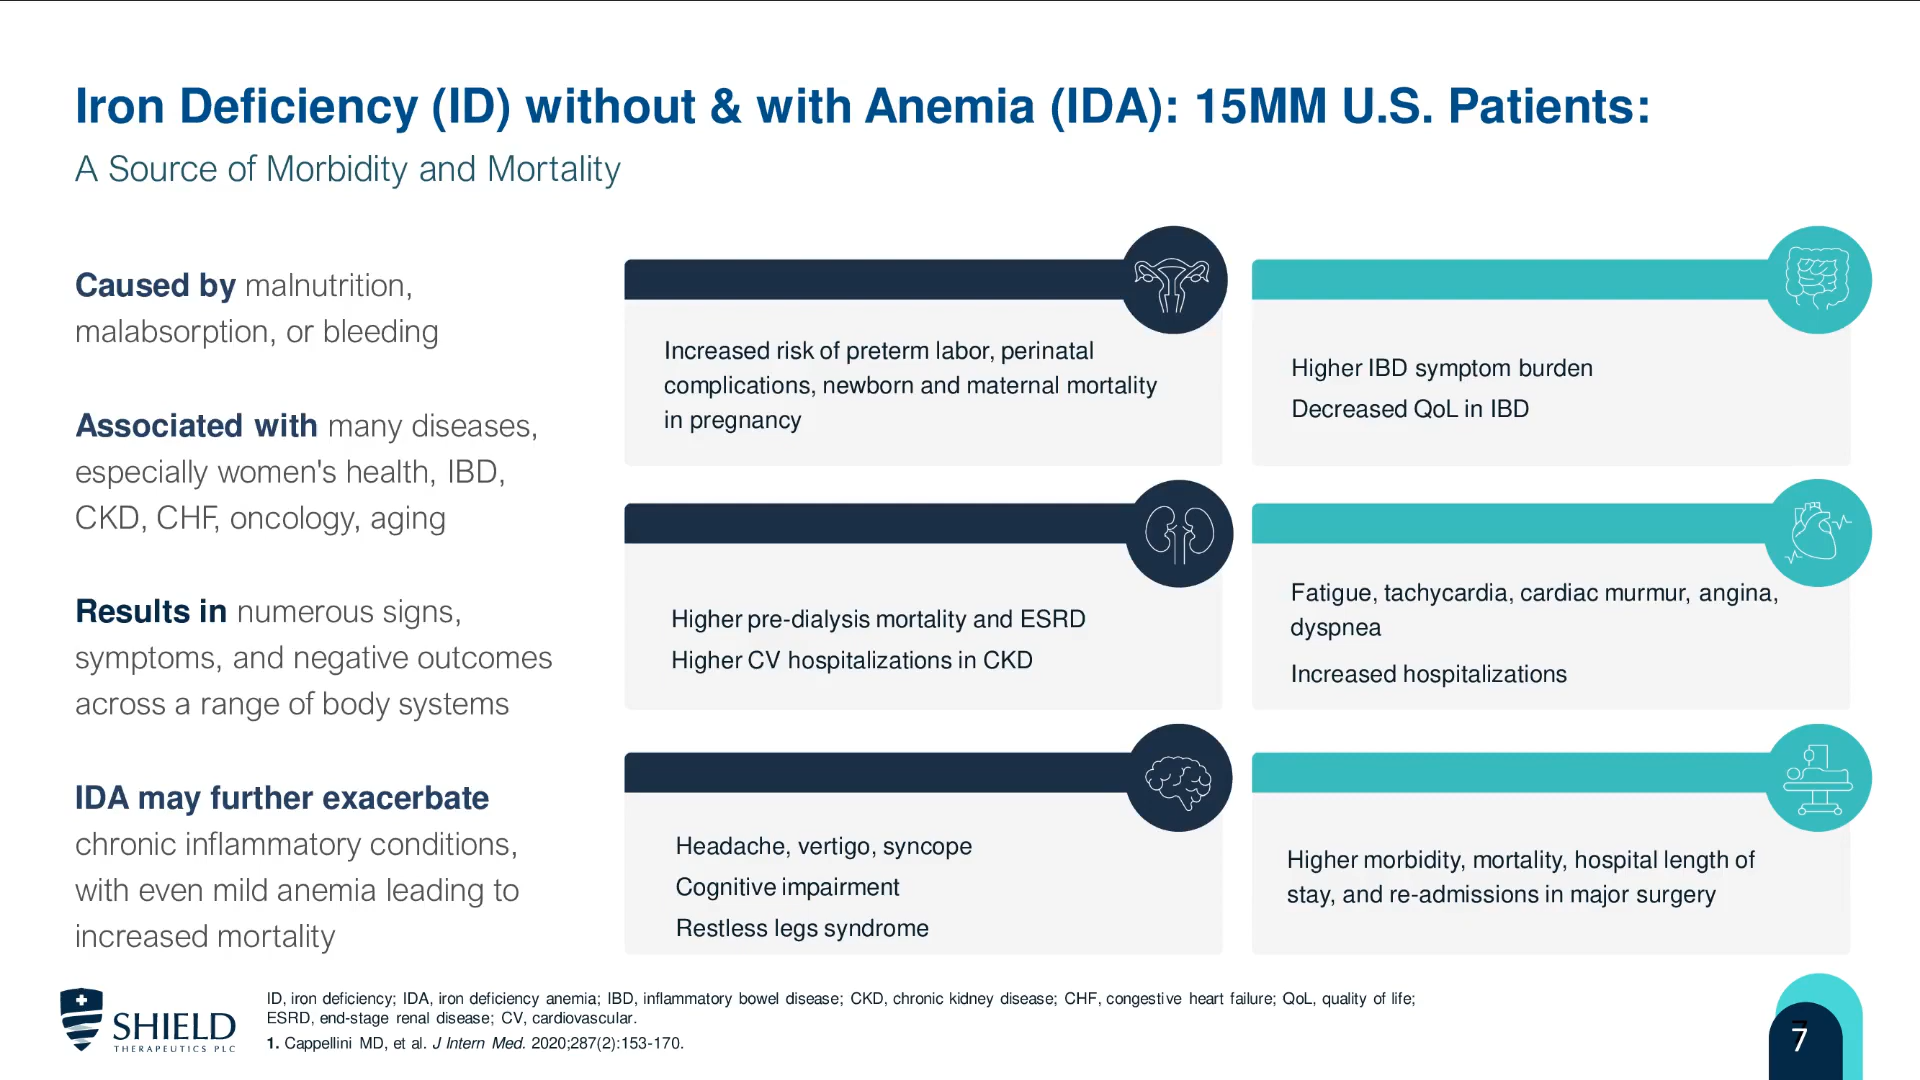 Iron Deficiency (ID) without & with Anemia (IDA): 15MM U.S. Patients:
A Source of Morbidity and Mortality
Caused by malnutrition,
malabsorption, or bleeding
Associated with many diseases,
especially women's health, IBD,
CKD, CHF, oncology, aging
Results in numerous signs,
symptoms, and negative outcomes
across a range of body systems
IDA may further exacerbate
chronic inflammatory conditions,
with even mild anemia leading to
increased mortality
Increased risk of preterm labor, perinatal
complications, newborn and maternal mortality
in pregnancy
Higher IBD symptom burden
Decreased QoL in IBD
Higher pre-dialysis mortality and ESRD
Higher CV hospitalizations in CKD
Fatigue, tachycardia, cardiac murmur, angina,
dyspnea
Increased hospitalizations
Headache, vertigo, syncope
Cognitive impairment
Restless legs syndrome
Higher morbidity, mortality, hospital length of
stay, and re-admissions in major surgery
SHIELD
THERAPEUTICS PLC
ID, iron deficiency; IDA, iron deficiency anemia; IBD, inflammatory bowel disease; CKD, chronic kidney disease; CHF, congestive heart failure; QoL, quality of life;
ESRD, end-stage renal disease; CV, cardiovascular.
1. Cappellini MD, et al. J Intern Med. 2020;287(2):153-170.
7